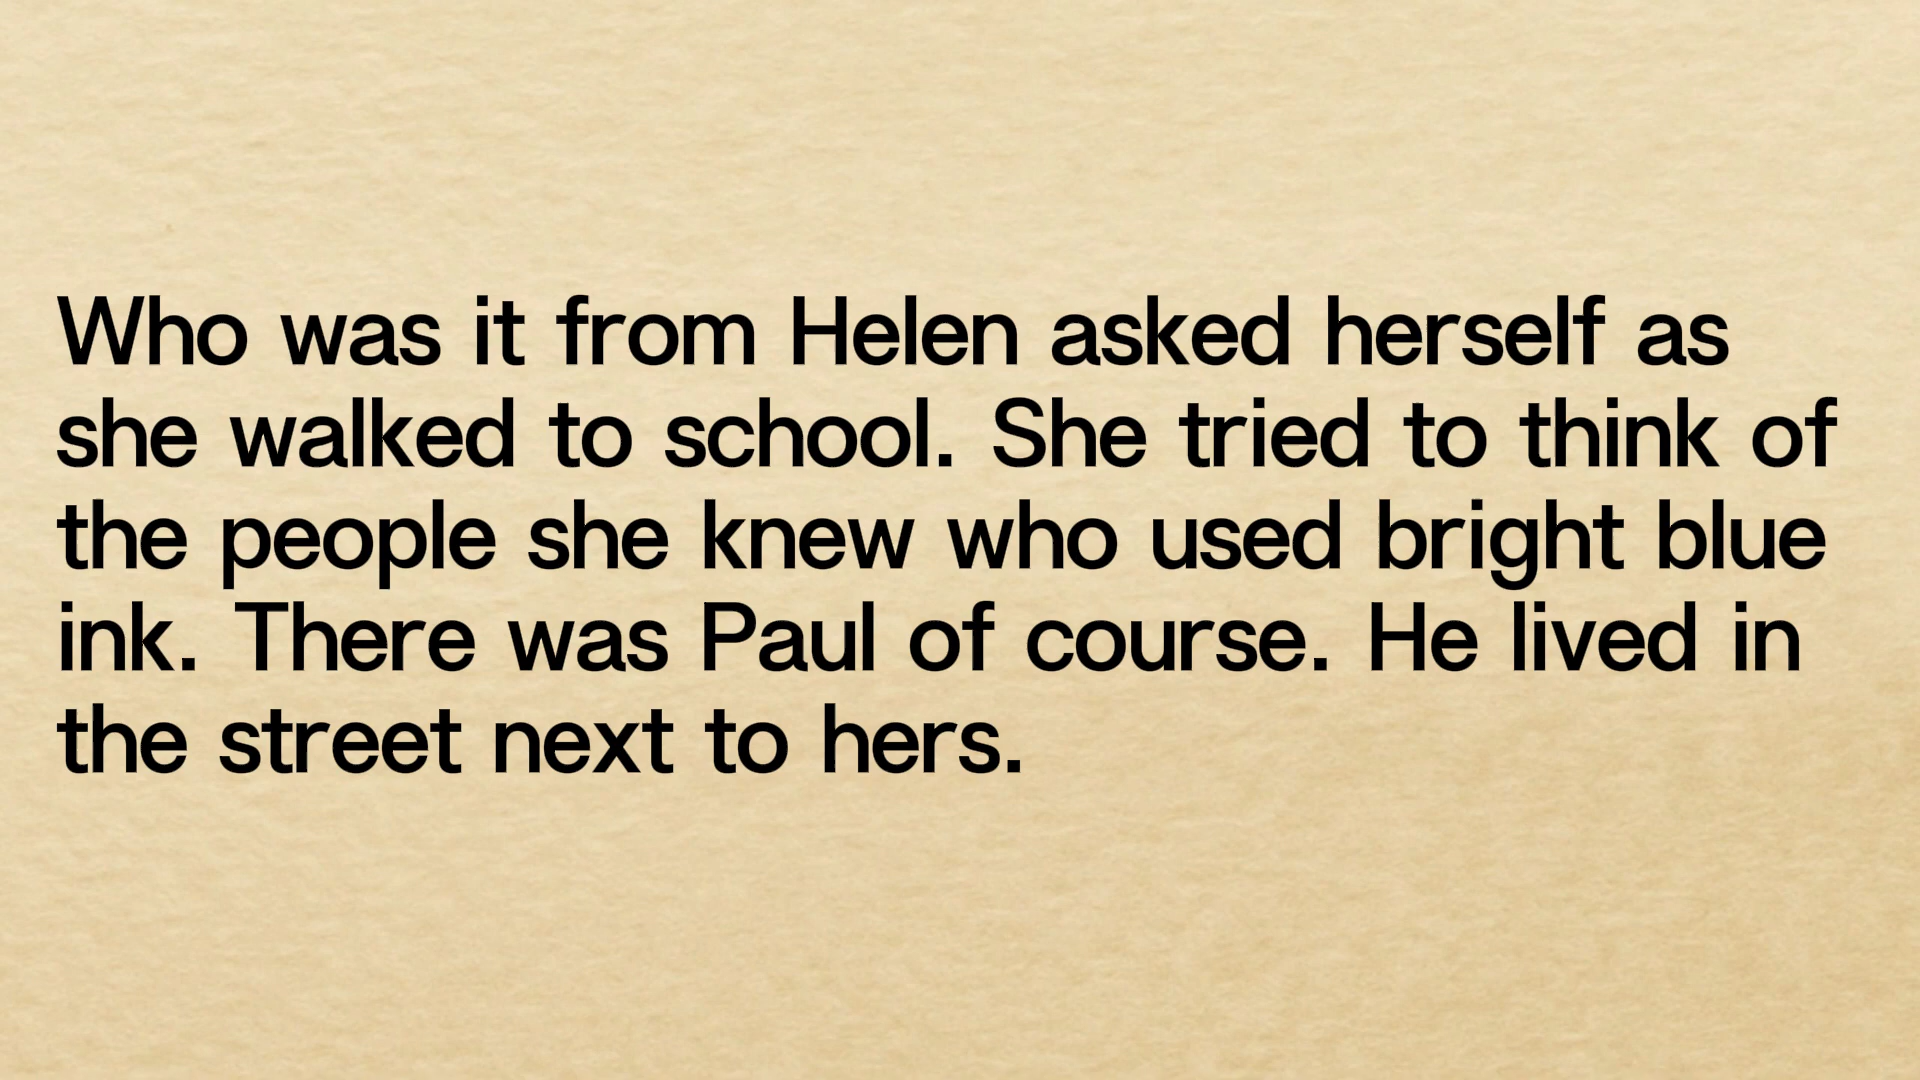 Who was it from Helen asked herself as
she walked to school. She tried to think of
the people she knew who used bright blue
ink. There was Paul of course. He lived in
the street next to hers.